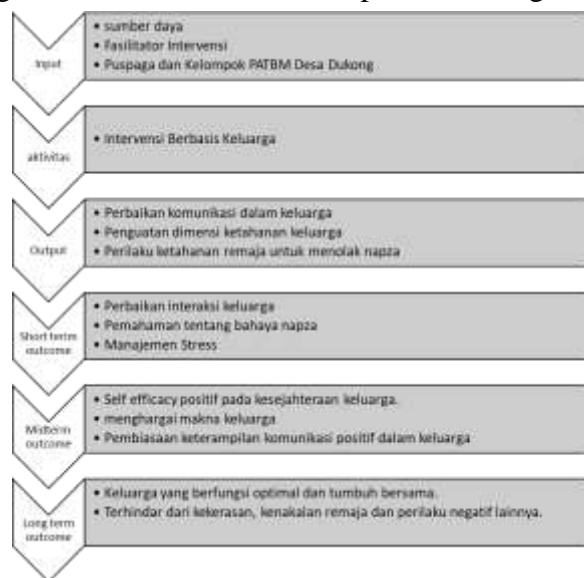 Input
• sumber daya
• Fasilitator Intervensi
• Puspaga dan Kelompok PATBM Desa Dukong
aktivitas
• Intervensi Berbasis Keluarga
Output
• Perbaikan komunikasi dalam keluarga
• Penguatan dimensi ketahanan keluarga
• Perilaku ketahanan remaja untuk menolak napza
Short term
outcome
• Perbaikan interaksi keluarga
• Pemahaman tentang bahaya napza
• Manajemen Stress
Midterm
outcome
• Self efficacy positif pada kesejahteraan keluarga.
• menghargai makna keluarga
• Pembiasaan keterampilan komunikasi positif dalam keluarga
Long term
outcome
• Keluarga yang berfungsi optimal dan tumbuh bersama.
• Terhindar dari kekerasan, kenakalan remaja dan perilaku negatif lainnya.